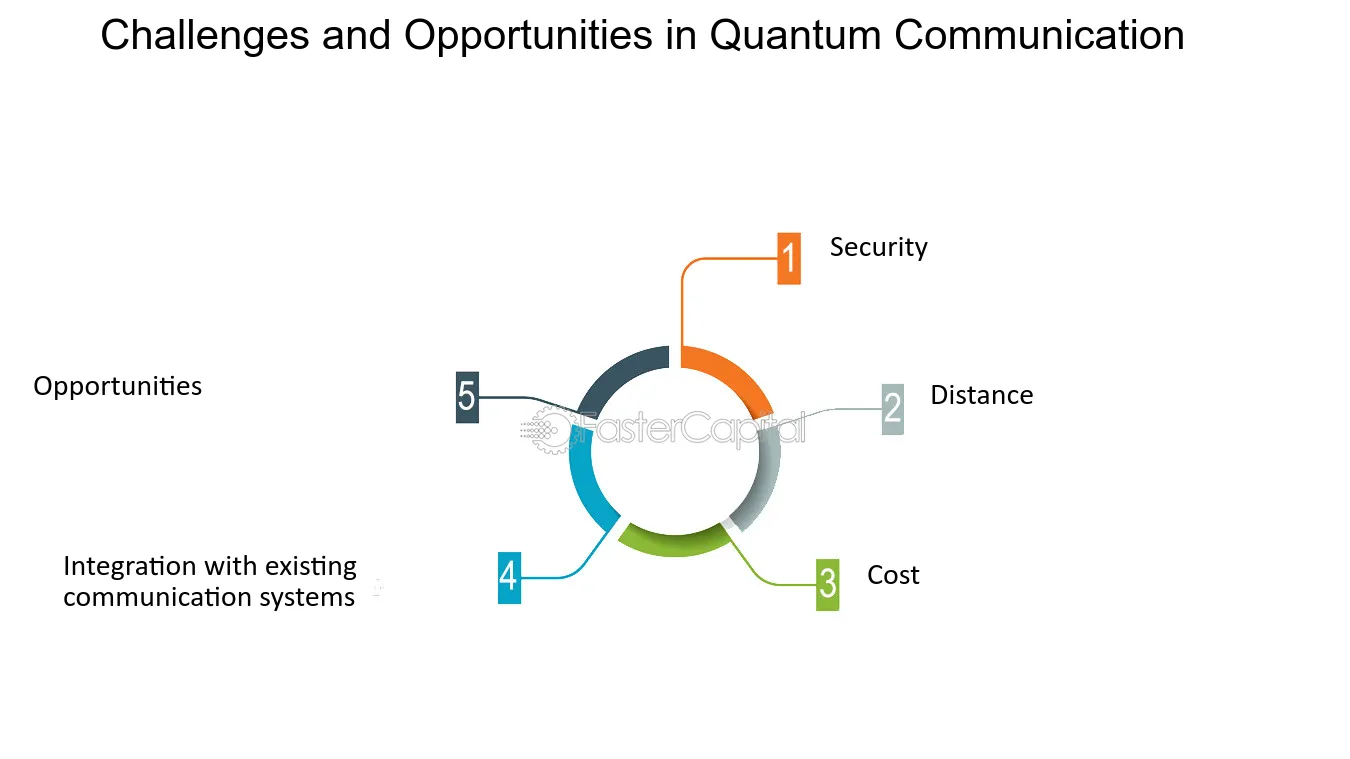 Challenges and Opportunities in Quantum Communication
1
Security
2
Distance
3
Cost
4
Integration with existing
communication systems
5
Opportunities
FasterCapital